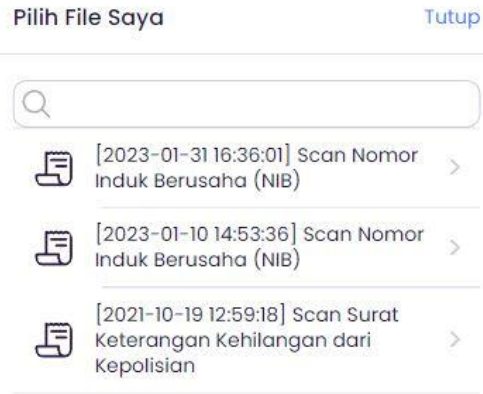 Pilih File Saya
Tutup
[2023-01-31 16:36:01] Scan Nomor
Induk Berusaha (NIB)
[2023-01-10 14:53:36] Scan Nomor
Induk Berusaha (NIB)
[2021-10-19 12:59:18] Scan Surat
Keterangan Kehilangan dari
Kepolisian